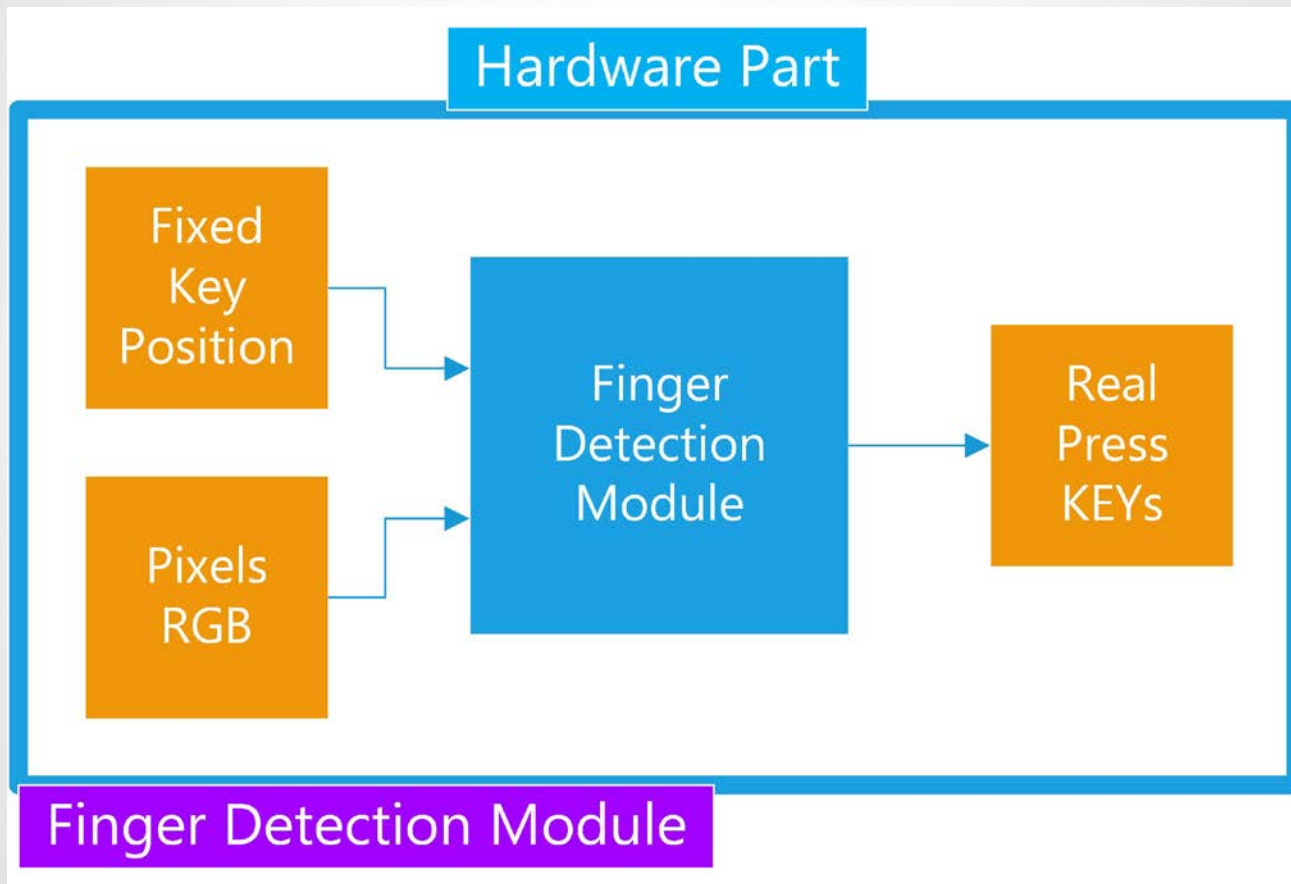 Hardware Part
Fixed
Key
Position
Pixels
RGB
Finger
Detection
Module
Real
Press
KEYs
Finger Detection Module